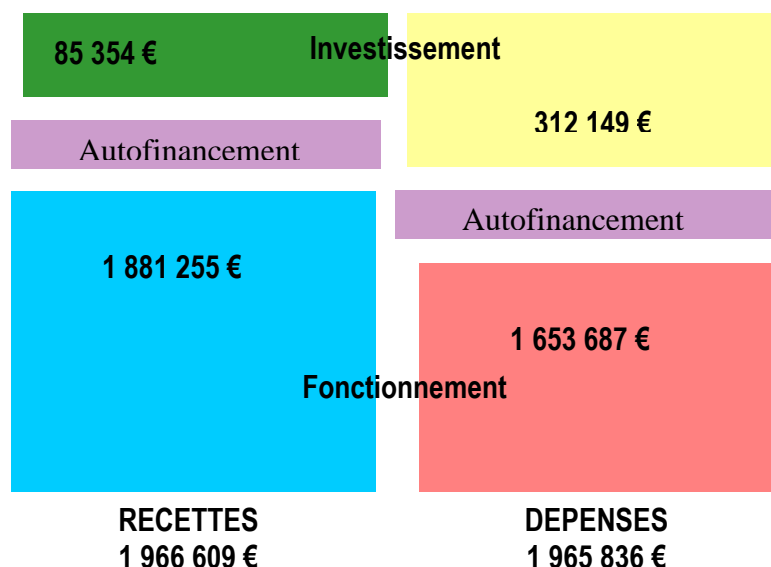 85 354 €
Investissement
312 149 €
Autofinancement
Autofinancement
1 881 255 €
1 653 687 €
Fonctionnement
RECETTES
1 966 609 €
DEPENSES
1 965 836 €